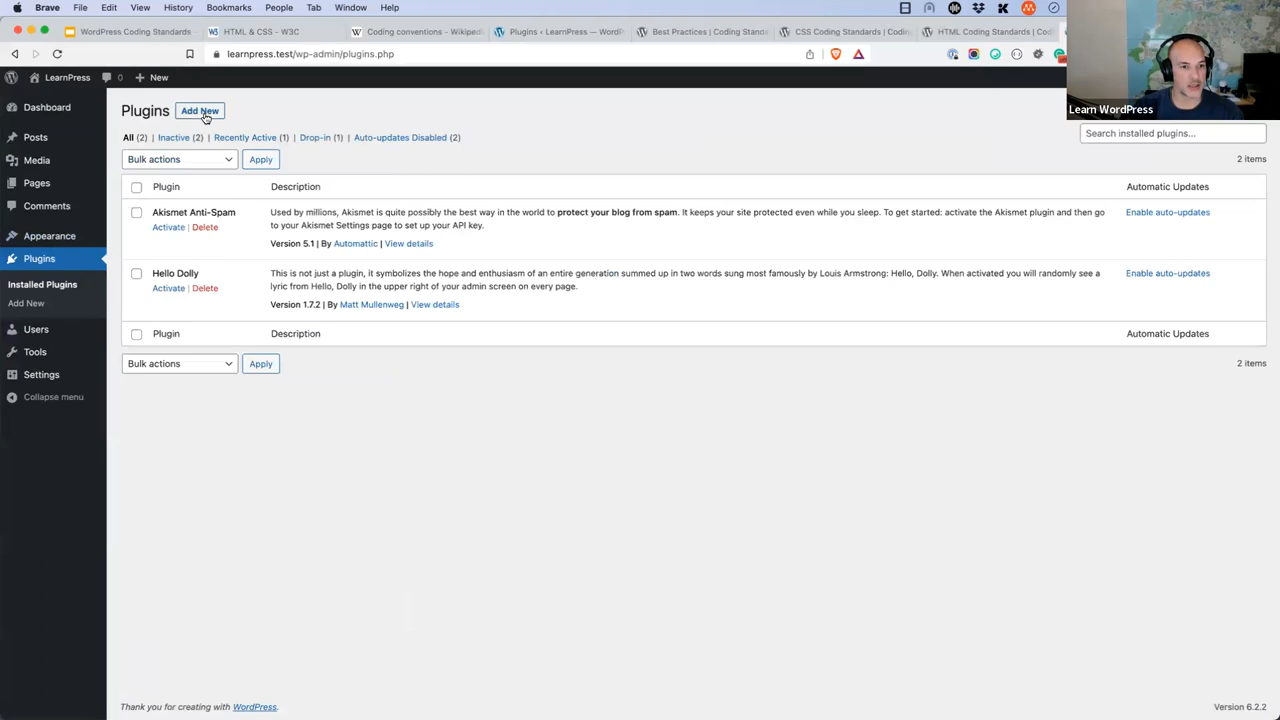 Brave File Edit View History Bookmarks People Tab Window Help
WordPress Coding Standards
HTML & CSS - W3C
Coding conventions - Wikiped
Plugins ‹ LearnPress — WordP
Best Practices | Coding Stand
CSS Coding Standards | Codin
HTML Coding Standards | Cod
learnpress.test/wp-admin/plugins.php
LearnPress 0 New
Learn WordPress
Dashboard
Posts
Media
Pages
Comments
Appearance
Plugins
Installed Plugins
Add New
Users
Tools
Settings
Collapse menu
Plugins Add New
All (2) | Inactive (2) | Recently Active (1) | Drop-in (1) | Auto-updates Disabled (2)
Search installed plugins...
Bulk actions Apply
2 items
Plugin Description Automatic Updates
Akismet Anti-Spam
Activate | Delete
Used by millions, Akismet is quite possibly the best way in the world to protect your blog from spam. It keeps your site protected even while you sleep. To get started: activate the Akismet plugin and then go
to your Akismet Settings page to set up your API key.
Version 5.1 | By Automattic | View details
Enable auto-updates
Hello Dolly
Activate | Delete
This is not just a plugin, it symbolizes the hope and enthusiasm of an entire generation summed up in two words sung most famously by Louis Armstrong: Hello, Dolly. When activated you will randomly see a
lyric from Hello, Dolly in the upper right of your admin screen on every page.
Version 1.7.2 | By Matt Mullenweg | View details
Enable auto-updates
Plugin Description Automatic Updates
Bulk actions Apply
2 items
Thank you for creating with WordPress.
Version 6.2.2